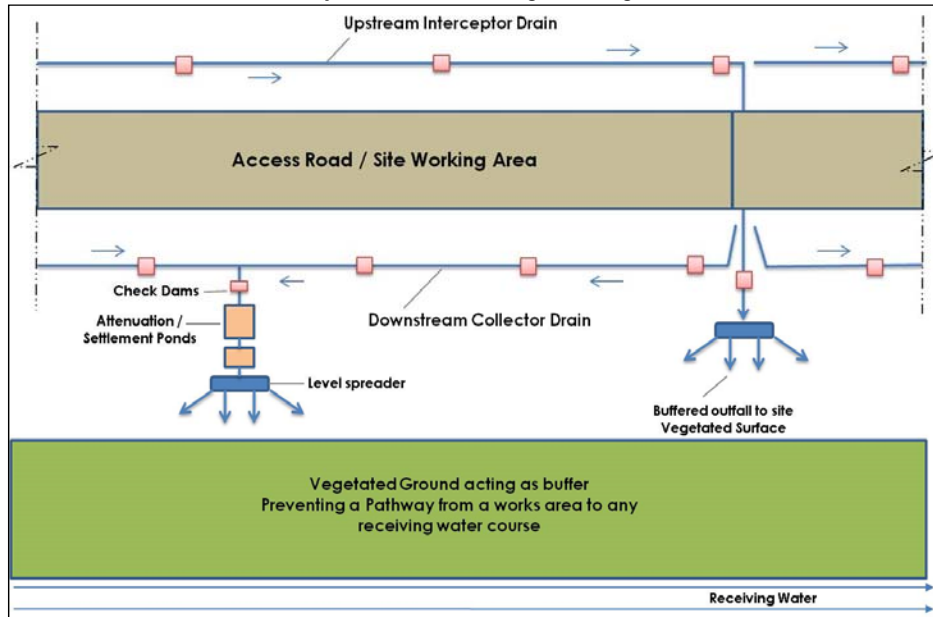 Upstream Interceptor Drain
Access Road / Site Working Area
Check Dams
Attenuation /
Settlement Ponds
Downstream Collector Drain
Level spreader
Buffered outfall to site
Vegetated Surface
Vegetated Ground acting as buffer
Preventing a Pathway from a works area to any
receiving water course
Receiving Water